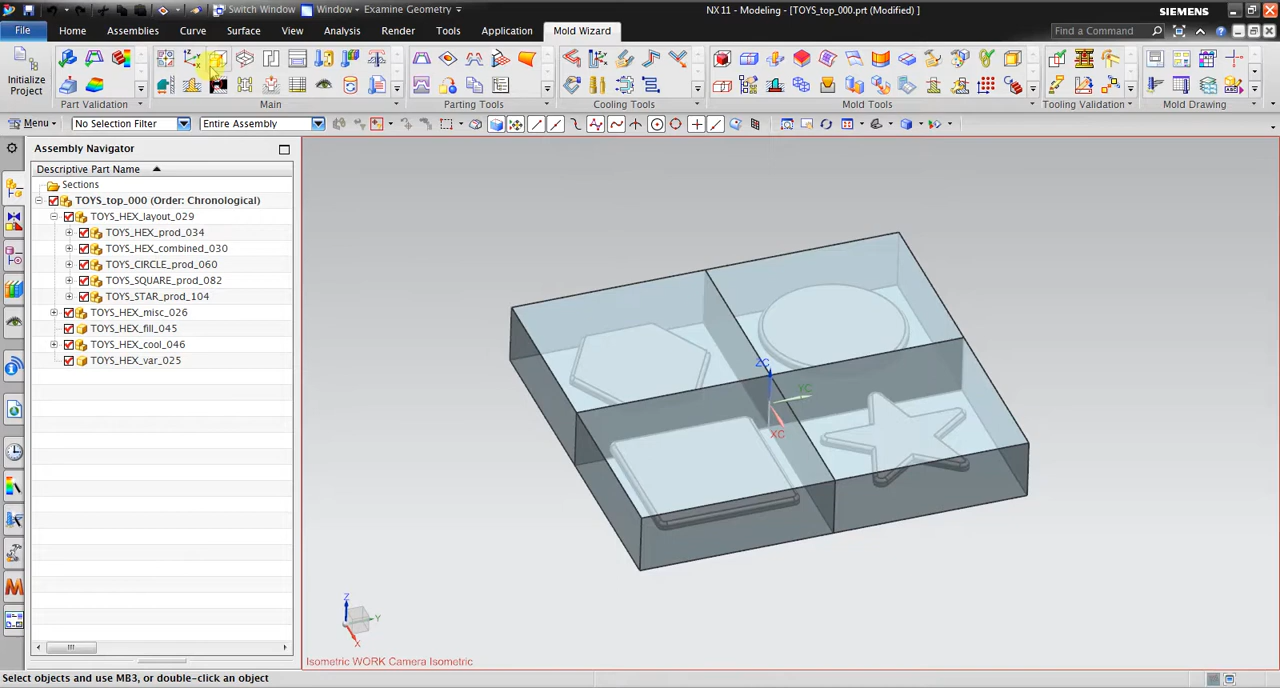 Switch Window
Window
Examine Geometry
NX 11 - Modeling - [TOYS_top_000.prt (Modified) ]
SIEMENS
File
Home
Assemblies
Curve
Surface
View
Analysis
Render
Tools
Application
Mold Wizard
Find a Command
Initialize
Project
Part Validation
Main
Parting Tools
Cooling Tools
Mold Tools
Tooling Validation
Mold Drawing
Menu
No Selection Filter
Entire Assembly
Assembly Navigator
Descriptive Part Name
Sections
TOYS_top_000 (Order: Chronological)
TOYS_HEX_layout_029
TOYS_HEX_prod_034
TOYS_HEX_combined_030
TOYS_CIRCLE_prod_060
TOYS_SQUARE_prod_082
TOYS_STAR_prod_104
TOYS_HEX_misc_026
TOYS_HEX_fill_045
TOYS_HEX_cool_046
TOYS_HEX_var_025
ZC
YC
XC
Z
Y
X
Isometric WORK Camera Isometric
Select objects and use MB3, or double-click an object